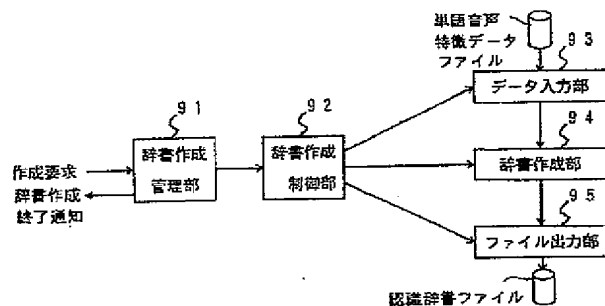 単語音声
特徴データ
ファイル
93
データ入力部
91
92
94
辞書作成
管理部
辞書作成
制御部
作成要求
辞書作成
終了通知
辞書作成部
95
ファイル出力部
認識辞書ファイル